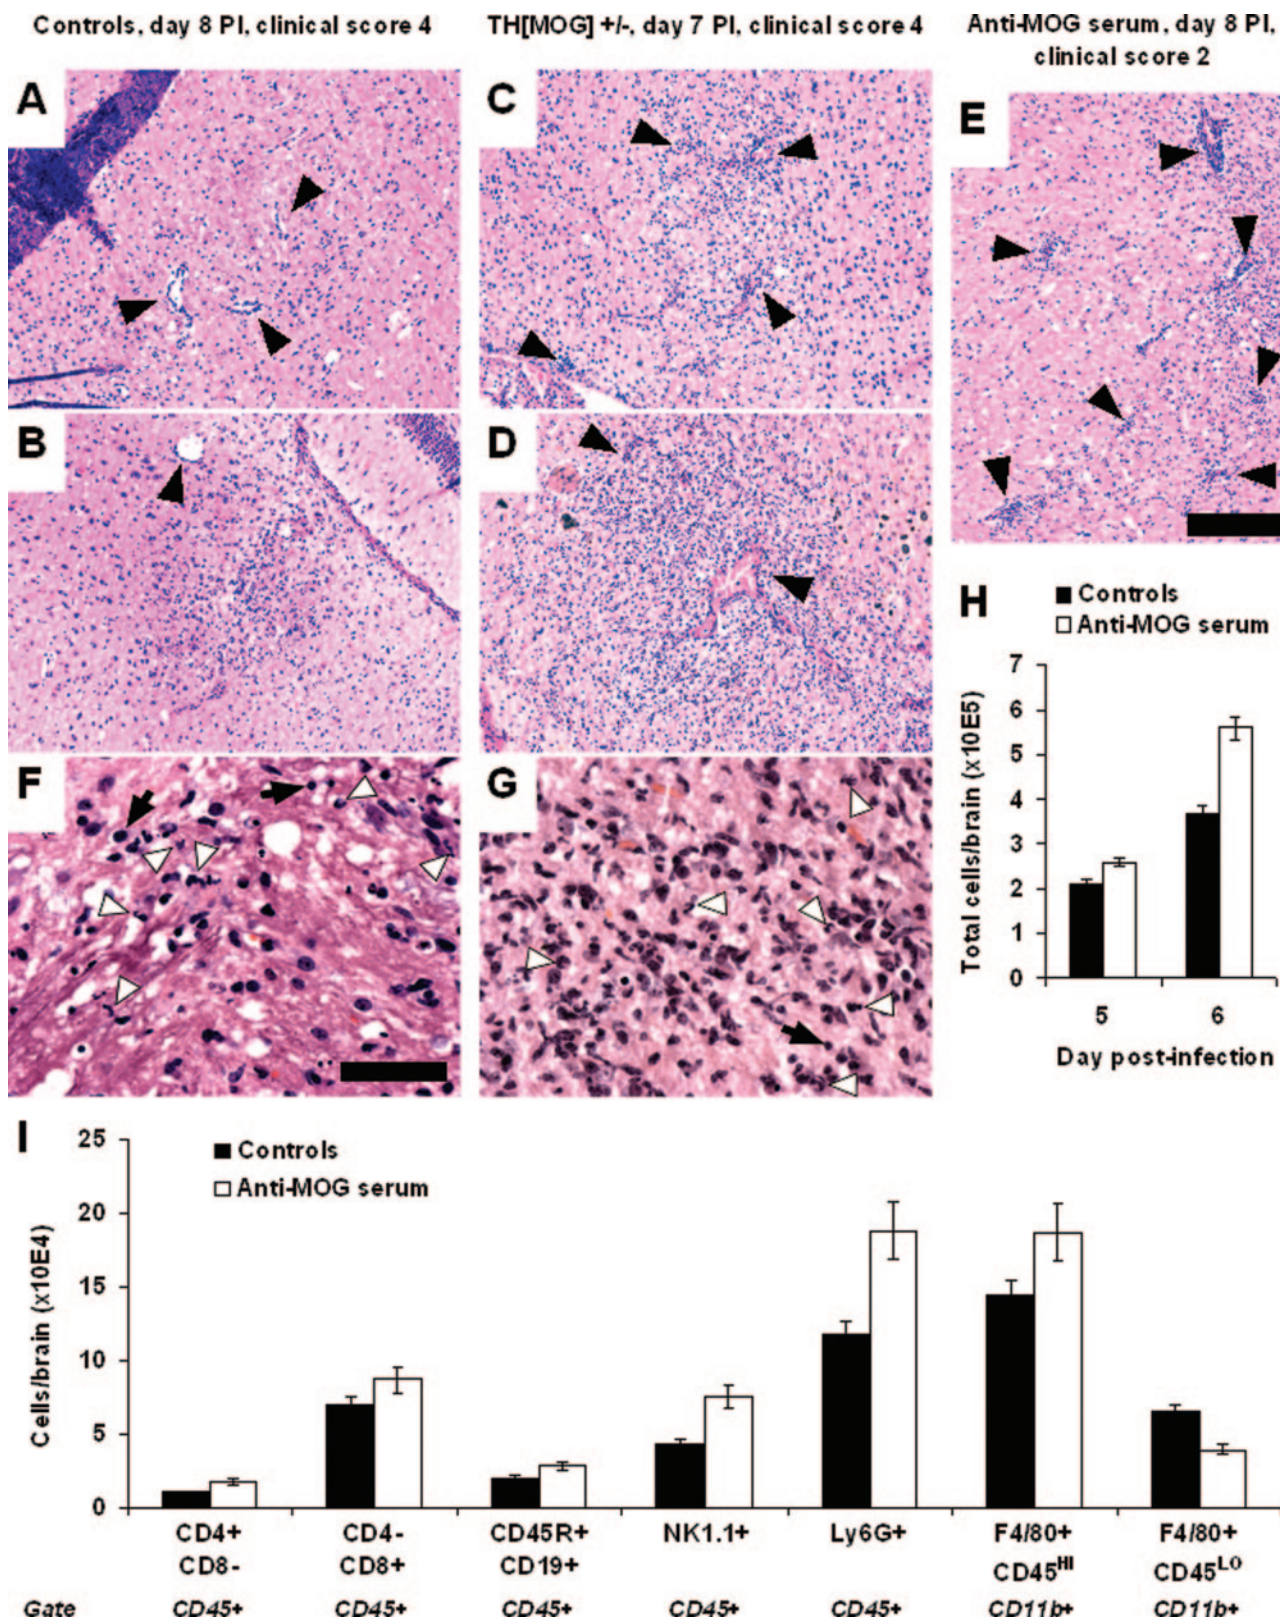 Controls, day 8 PI, clinical score 4
TH[MOG] +/-, day 7 PI, clinical score 4
Anti-MOG serum, day 8 PI,
clinical score 2
A
C
E
B
D
F
G
H
Controls
Anti-MOG serum
7
6
5
4
3
2
1
0
Total cells/brain (x10E5)
5 6
Day post-infection
I
Controls
Anti-MOG serum
25
20
15
10
5
0
Cells/brain (x10E4)
CD4+ CD4- CD45R+ NK1.1+ Ly6G+ F4/80+ F4/80+
CD8- CD8+ CD19+ CD45HI CD45LO
Gate CD45+ CD45+ CD45+ CD45+ CD45+ CD11b+ CD11b+